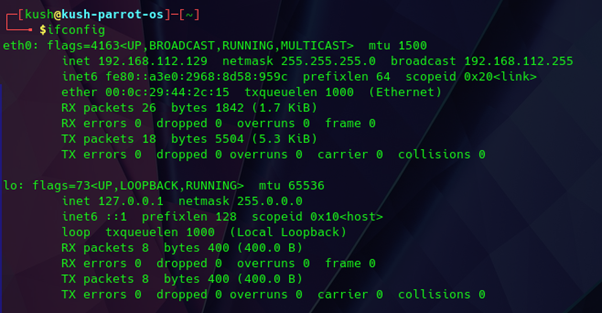 ┌─[kush@kush-parrot-os]─[~]
└──╼ $ifconfig
eth0: flags=4163<UP,BROADCAST,RUNNING,MULTICAST>  mtu 1500
        inet 192.168.112.129  netmask 255.255.255.0  broadcast 192.168.112.255
        inet6 fe80::a3e0:2968:8d58:959c  prefixlen 64  scopeid 0x20<link>
        ether 00:0c:29:44:2c:15  txqueuelen 1000  (Ethernet)
        RX packets 26  bytes 1842 (1.7 KiB)
        RX errors 0  dropped 0  overruns 0  frame 0
        TX packets 18  bytes 5504 (5.3 KiB)
        TX errors 0  dropped 0 overruns 0  carrier 0  collisions 0

lo: flags=73<UP,LOOPBACK,RUNNING>  mtu 65536
        inet 127.0.0.1  netmask 255.0.0.0
        inet6 ::1  prefixlen 128  scopeid 0x10<host>
        loop  txqueuelen 1000  (Local Loopback)
        RX packets 8  bytes 400 (400.0 B)
        RX errors 0  dropped 0  overruns 0  frame 0
        TX packets 8  bytes 400 (400.0 B)
        TX errors 0  dropped 0 overruns 0  carrier 0  collisions 0